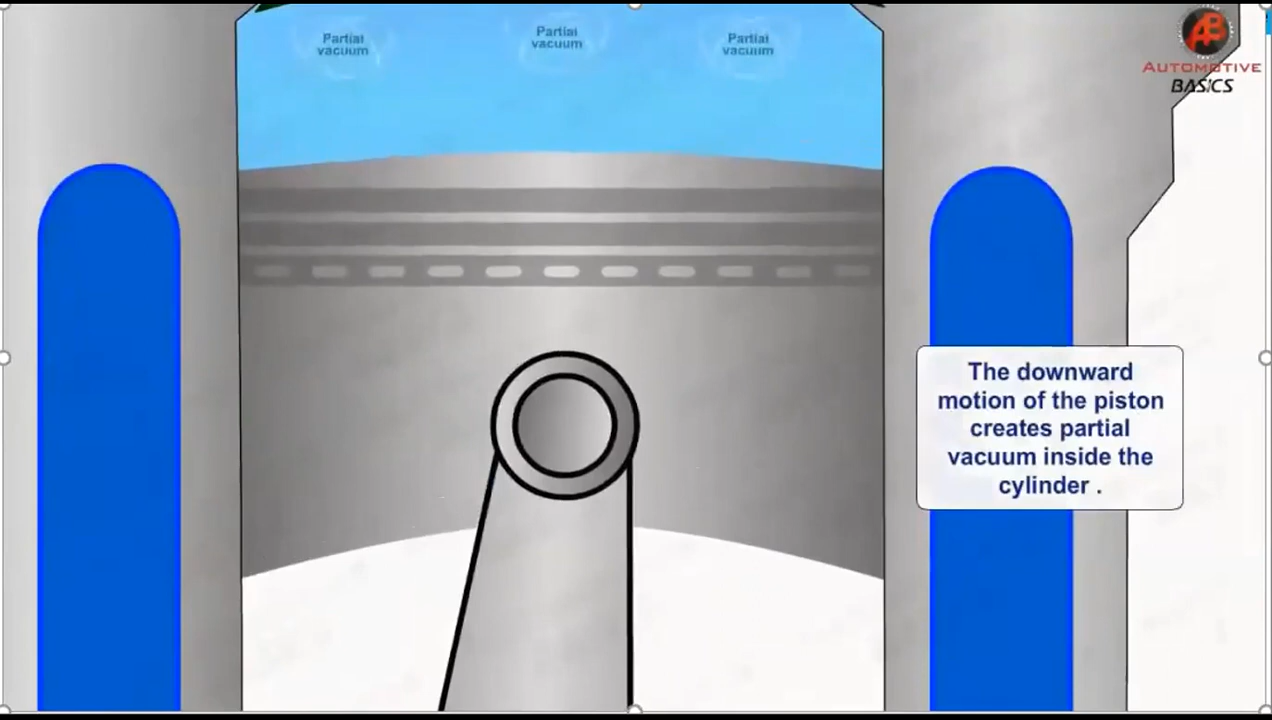 Partial
vacuum
Partial
vacuum
Partial
vacuum
AB
AUTOMOTIVE
BASICS
The downward
motion of the piston
creates partial
vacuum inside the
cylinder .